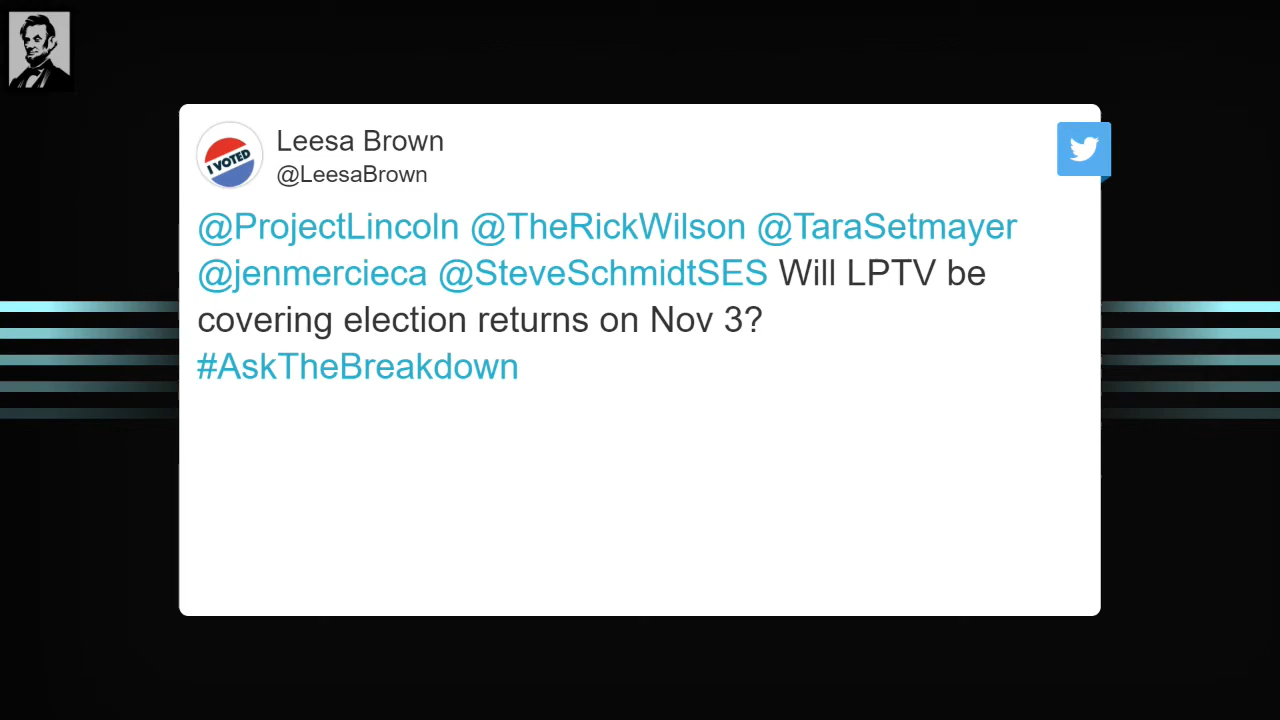 I VOTED
Leesa Brown
@LeesaBrown
@ProjectLincoln @TheRickWilson @TaraSetmayer
@jenmercieca @SteveSchmidtSES Will LPTV be
covering election returns on Nov 3?
#AskTheBreakdown